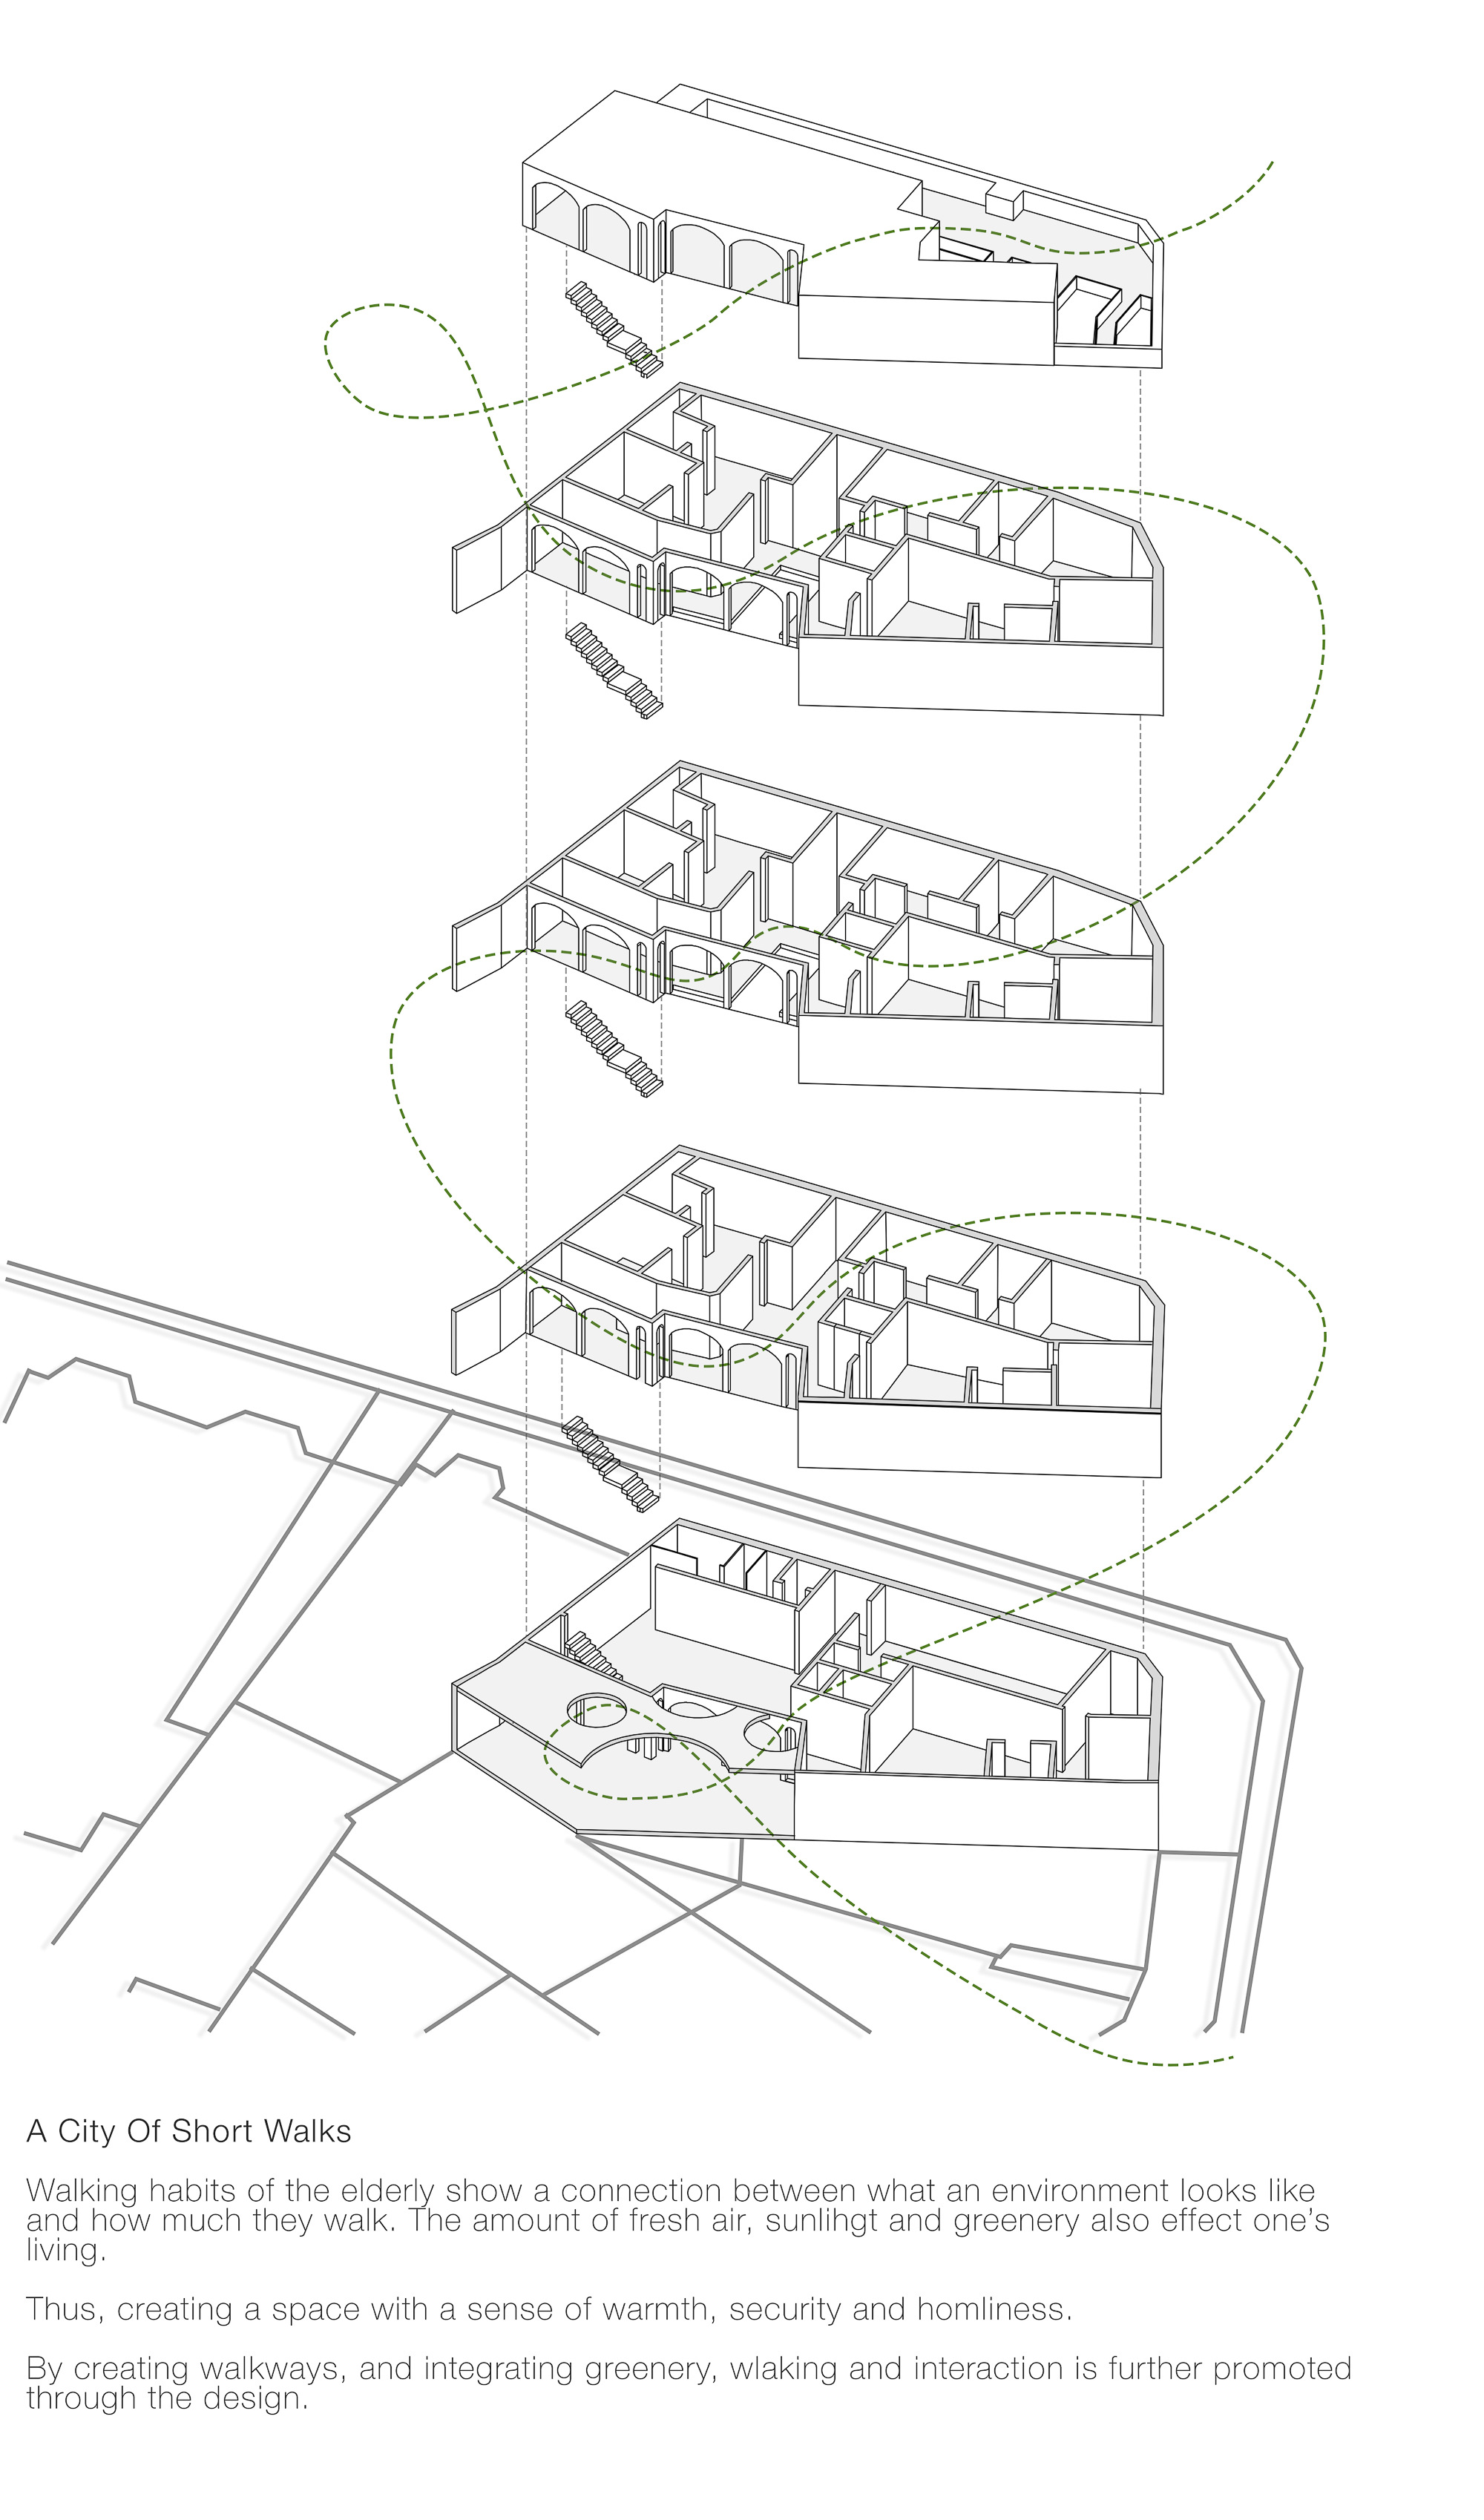 A City Of Short Walks
Walking habits of the elderly show a connection between what an environment looks like
and how much they walk. The amount of fresh air, sunlihgt and greenery also effect one's
living.
Thus, creating a space with a sense of warmth, security and homliness.
By creating walkways, and integrating greenery, wlaking and interaction is further promoted
through the design.